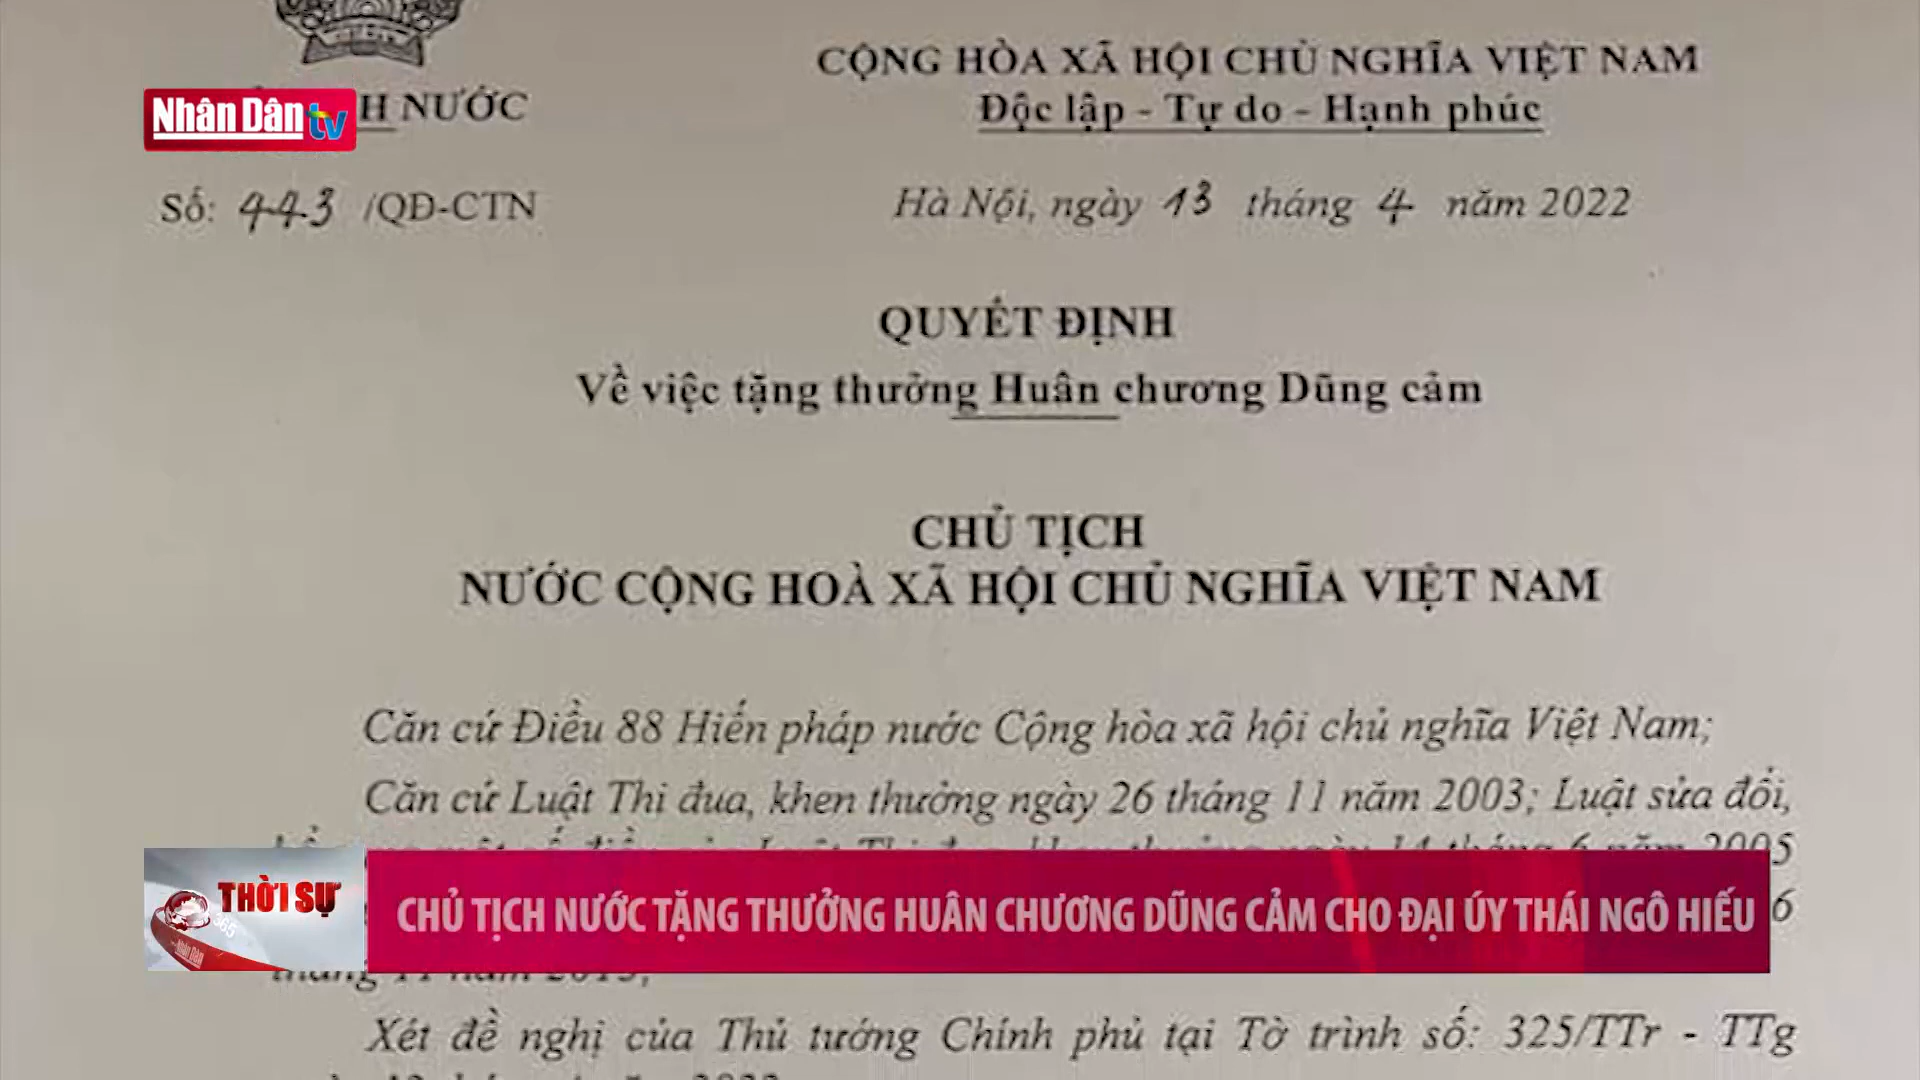 CỘNG HÒA XÃ HỘI CHỦ NGHĨA VIỆT NAM
Nhân Dân tv
H NƯỚC
Độc lập - Tự do - Hạnh phúc
Số: 443 /QĐ-CTN
Hà Nội, ngày 13 tháng 4 năm 2022
QUYẾT ĐỊNH
Về việc tặng thưởng Huân chương Dũng cảm
CHỦ TỊCH
NƯỚC CỘNG HOÀ XÃ HỘI CHỦ NGHĨA VIỆT NAM
Căn cứ Điều 88 Hiến pháp nước Cộng hòa xã hội chủ nghĩa Việt Nam;
Căn cứ Luật Thi đua, khen thưởng ngày 26 tháng 11 năm 2003; Luật sửa đổi,
2005
THỜI SỰ
365
Nhân Dân
CHỦ TỊCH NƯỚC TẶNG THƯỞNG HUÂN CHƯƠNG DŨNG CẢM CHO ĐẠI ÚY THÁI NGÔ HIẾU
6
Xét đề nghị của Thủ tướng Chính phủ tại Tờ trình số: 325/TTr - TTg